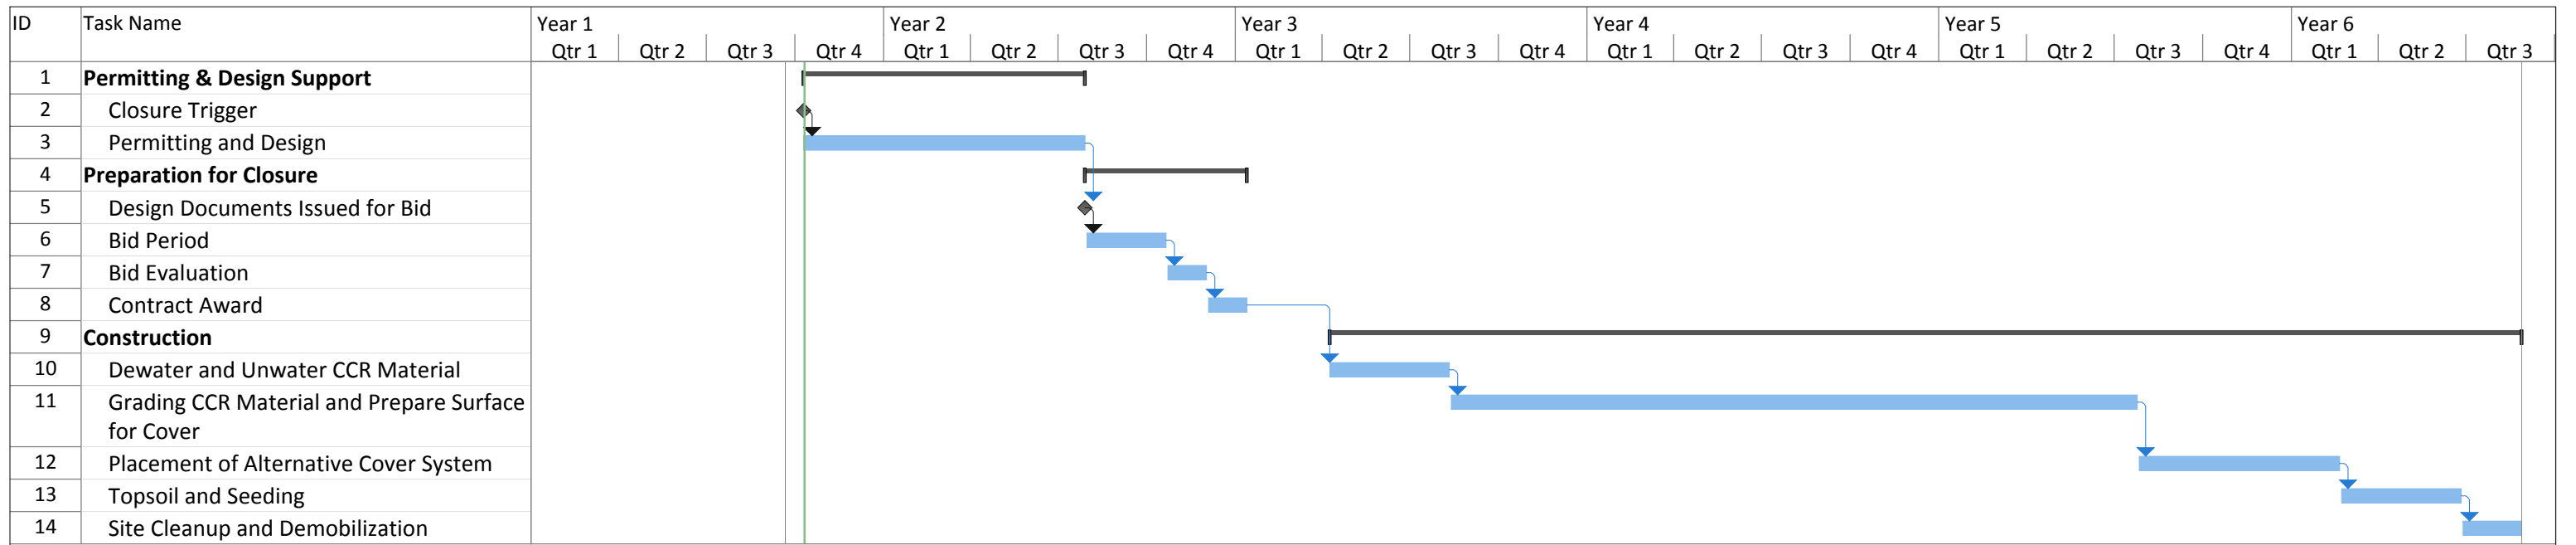 ID Task Name Year 1 Year 2 Year 3 Year 4 Year 5 Year 6
Qtr 1 Qtr 2 Qtr 3 Qtr 4 Qtr 1 Qtr 2 Qtr 3 Qtr 4 Qtr 1 Qtr 2 Qtr 3 Qtr 4 Qtr 1 Qtr 2 Qtr 3 Qtr 4 Qtr 1 Qtr 2 Qtr 3 Qtr 4 Qtr 1 Qtr 2 Qtr 3
1 Permitting & Design Support
2 Closure Trigger
3 Permitting and Design
4 Preparation for Closure
5 Design Documents Issued for Bid
6 Bid Period
7 Bid Evaluation
8 Contract Award
9 Construction
10 Dewater and Unwater CCR Material
11 Grading CCR Material and Prepare Surface
for Cover
12 Placement of Alternative Cover System
13 Topsoil and Seeding
14 Site Cleanup and Demobilization